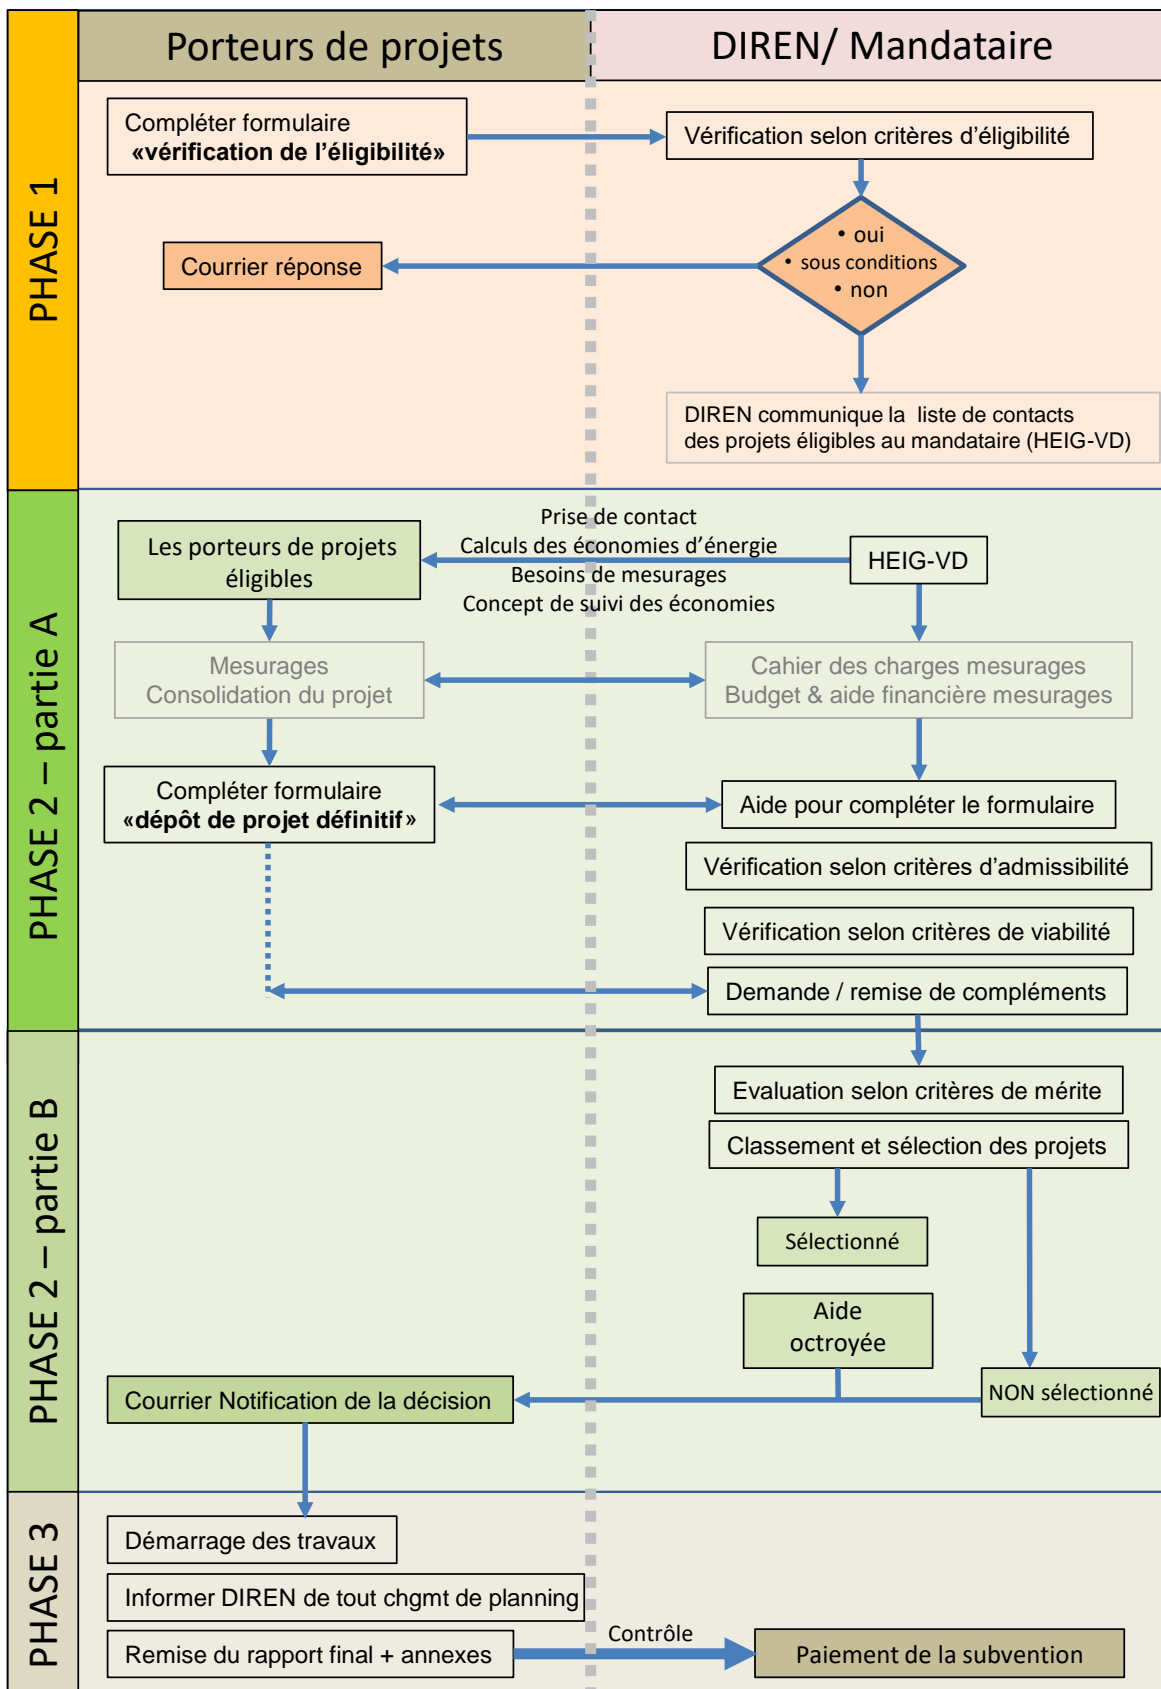 Porteurs de projets
DIREN/ Mandataire
PHASE 1
Compléter formulaire
«vérification de l'éligibilité»
Vérification selon critères d'éligibilité
• oui
• sous conditions
• non
Courrier réponse
DIREN communique la  liste de contacts
des projets éligibles au mandataire (HEIG-VD)
PHASE 2 – partie A
Prise de contact
Calculs des économies d'énergie
Besoins de mesurages
Concept de suivi des économies
Les porteurs de projets
éligibles
HEIG-VD
Mesurages
Consolidation du projet
Cahier des charges mesurages
Budget & aide financière mesurages
Compléter formulaire
«dépôt de projet définitif»
Aide pour compléter le formulaire
Vérification selon critères d'admissibilité
Vérification selon critères de viabilité
Demande / remise de compléments
PHASE 2 – partie B
Evaluation selon critères de mérite
Classement et sélection des projets
Sélectionné
Aide
octroyée
NON sélectionné
Courrier Notification de la décision
PHASE 3
Démarrage des travaux
Informer DIREN de tout chgmt de planning
Remise du rapport final + annexes
Contrôle
Paiement de la subvention